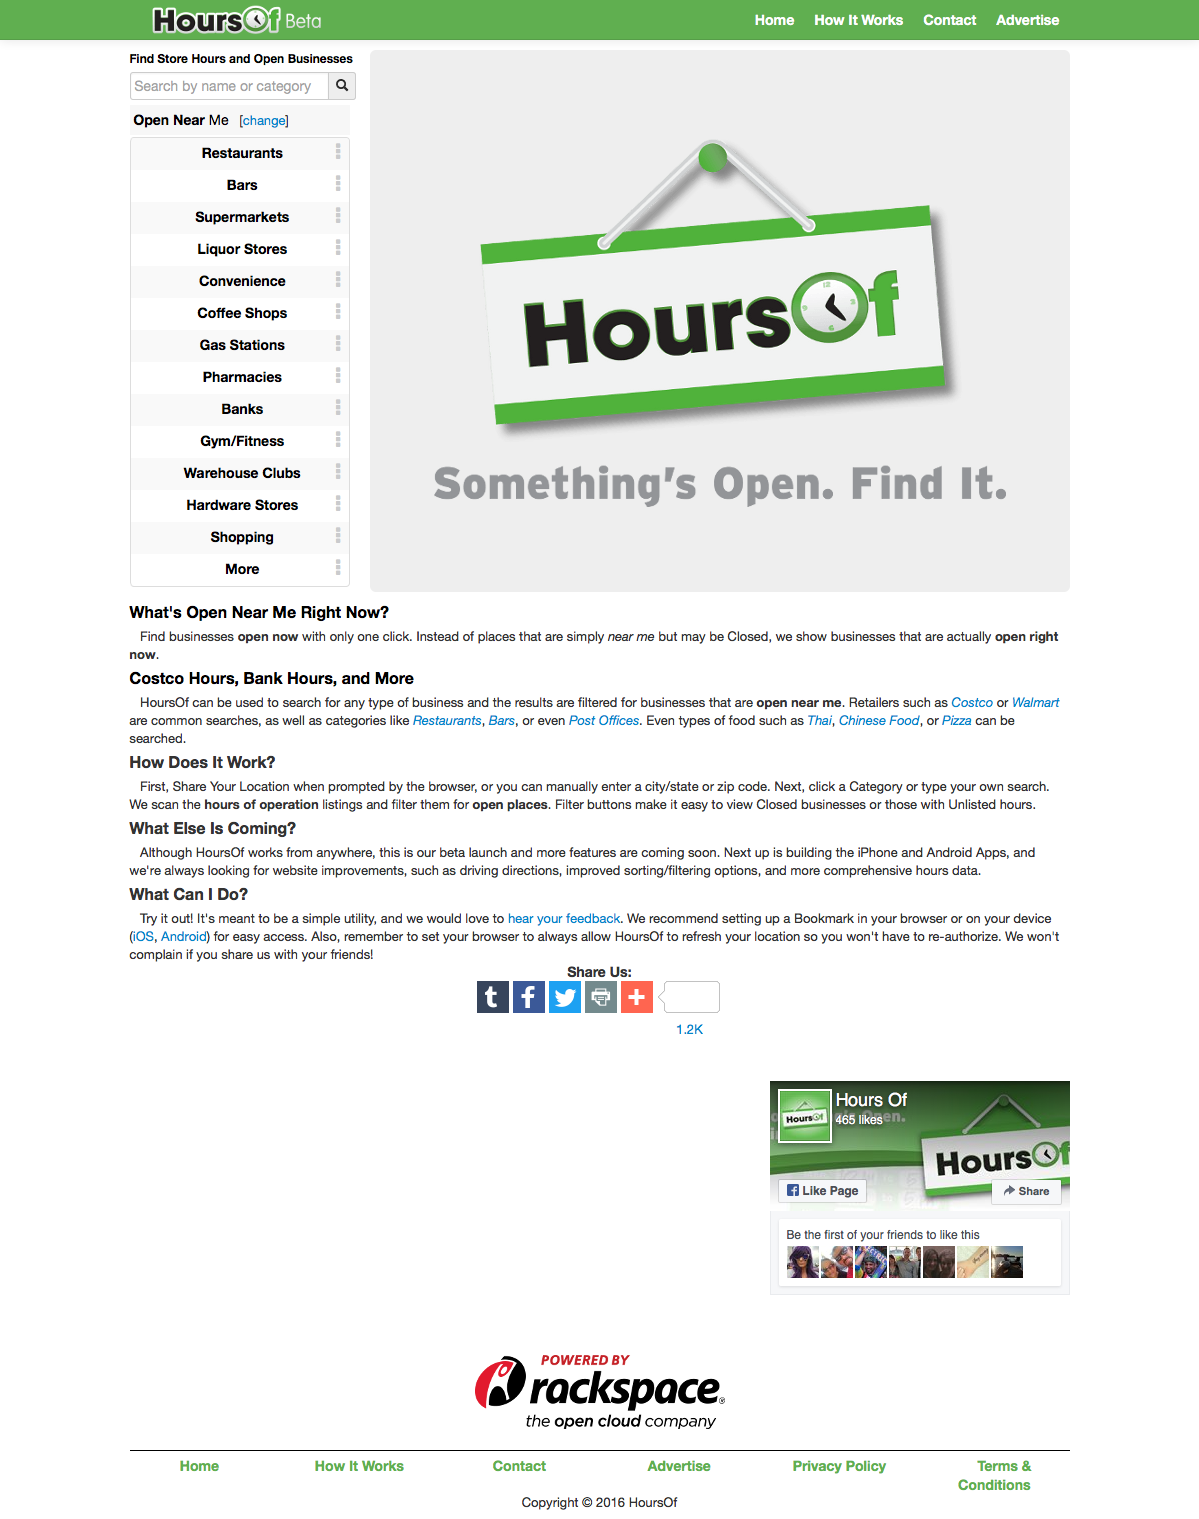 HoursOf Beta
Home How It Works Contact Advertise
Find Store Hours and Open Businesses
Search by name or category
Open Near Me [change]
Restaurants
Bars
Supermarkets
Liquor Stores
Convenience
Coffee Shops
Gas Stations
Pharmacies
Banks
Gym/Fitness
Warehouse Clubs
Hardware Stores
Shopping
More
HoursOf
Something's Open. Find It.
What's Open Near Me Right Now?
Find businesses open now with only one click. Instead of places that are simply near me but may be Closed, we show businesses that are actually open right
now.
Costco Hours, Bank Hours, and More
HoursOf can be used to search for any type of business and the results are filtered for businesses that are open near me. Retailers such as Costco or Walmart
are common searches, as well as categories like Restaurants, Bars, or even Post Offices. Even types of food such as Thai, Chinese Food, or Pizza can be
searched.
How Does It Work?
First, Share Your Location when prompted by the browser, or you can manually enter a city/state or zip code. Next, click a Category or type your own search.
We scan the hours of operation listings and filter them for open places. Filter buttons make it easy to view Closed businesses or those with Unlisted hours.
What Else Is Coming?
Although HoursOf works from anywhere, this is our beta launch and more features are coming soon. Next up is building the iPhone and Android Apps, and
we're always looking for website improvements, such as driving directions, improved sorting/filtering options, and more comprehensive hours data.
What Can I Do?
Try it out! It's meant to be a simple utility, and we would love to hear your feedback. We recommend setting up a Bookmark in your browser or on your device
(iOS, Android) for easy access. Also, remember to set your browser to always allow HoursOf to refresh your location so you won't have to re-authorize. We won't
complain if you share us with your friends!
Share Us:
1.2K
Hours Of
465 likes
HoursOf
HoursOf
Like Page
Share
Be the first of your friends to like this
POWERED BY
rackspace®
the open cloud company
Home How It Works Contact Advertise Privacy Policy Terms &
Conditions
Copyright © 2016 HoursOf